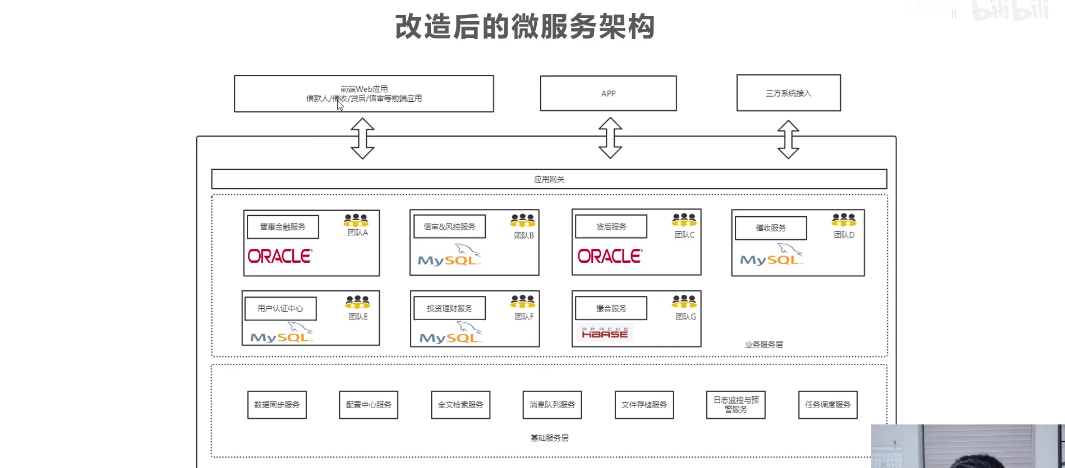 改造后的微服务架构
bilibili
前端Web应用
借款人/催收/贷后/信审等前端应用
APP
三方系统接入
应用网关
普惠金融服务
团队A
ORACLE
信审&风控服务
团队B
MySQL
贷后服务
团队C
ORACLE
催收服务
团队D
MySQL
用户认证中心
团队E
MySQL
投资理财服务
团队F
MySQL
撮合服务
团队G
APACHE
HBASE
业务服务层
数据同步服务
配置中心服务
全文检索服务
消息队列服务
文件存储服务
日志监控与预
警服务
任务调度服务
基础服务层